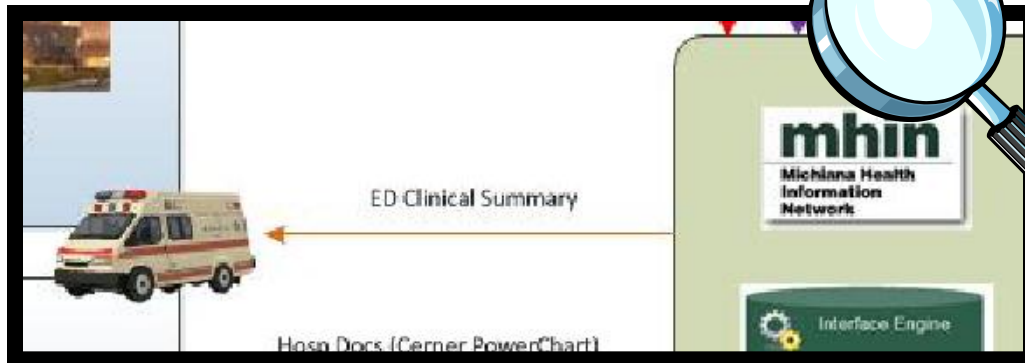 mhin
Michiana Health
Information
Network
ED Clinical Summary
Interface Engine
Hosp Docs (Cerner PowerChart)